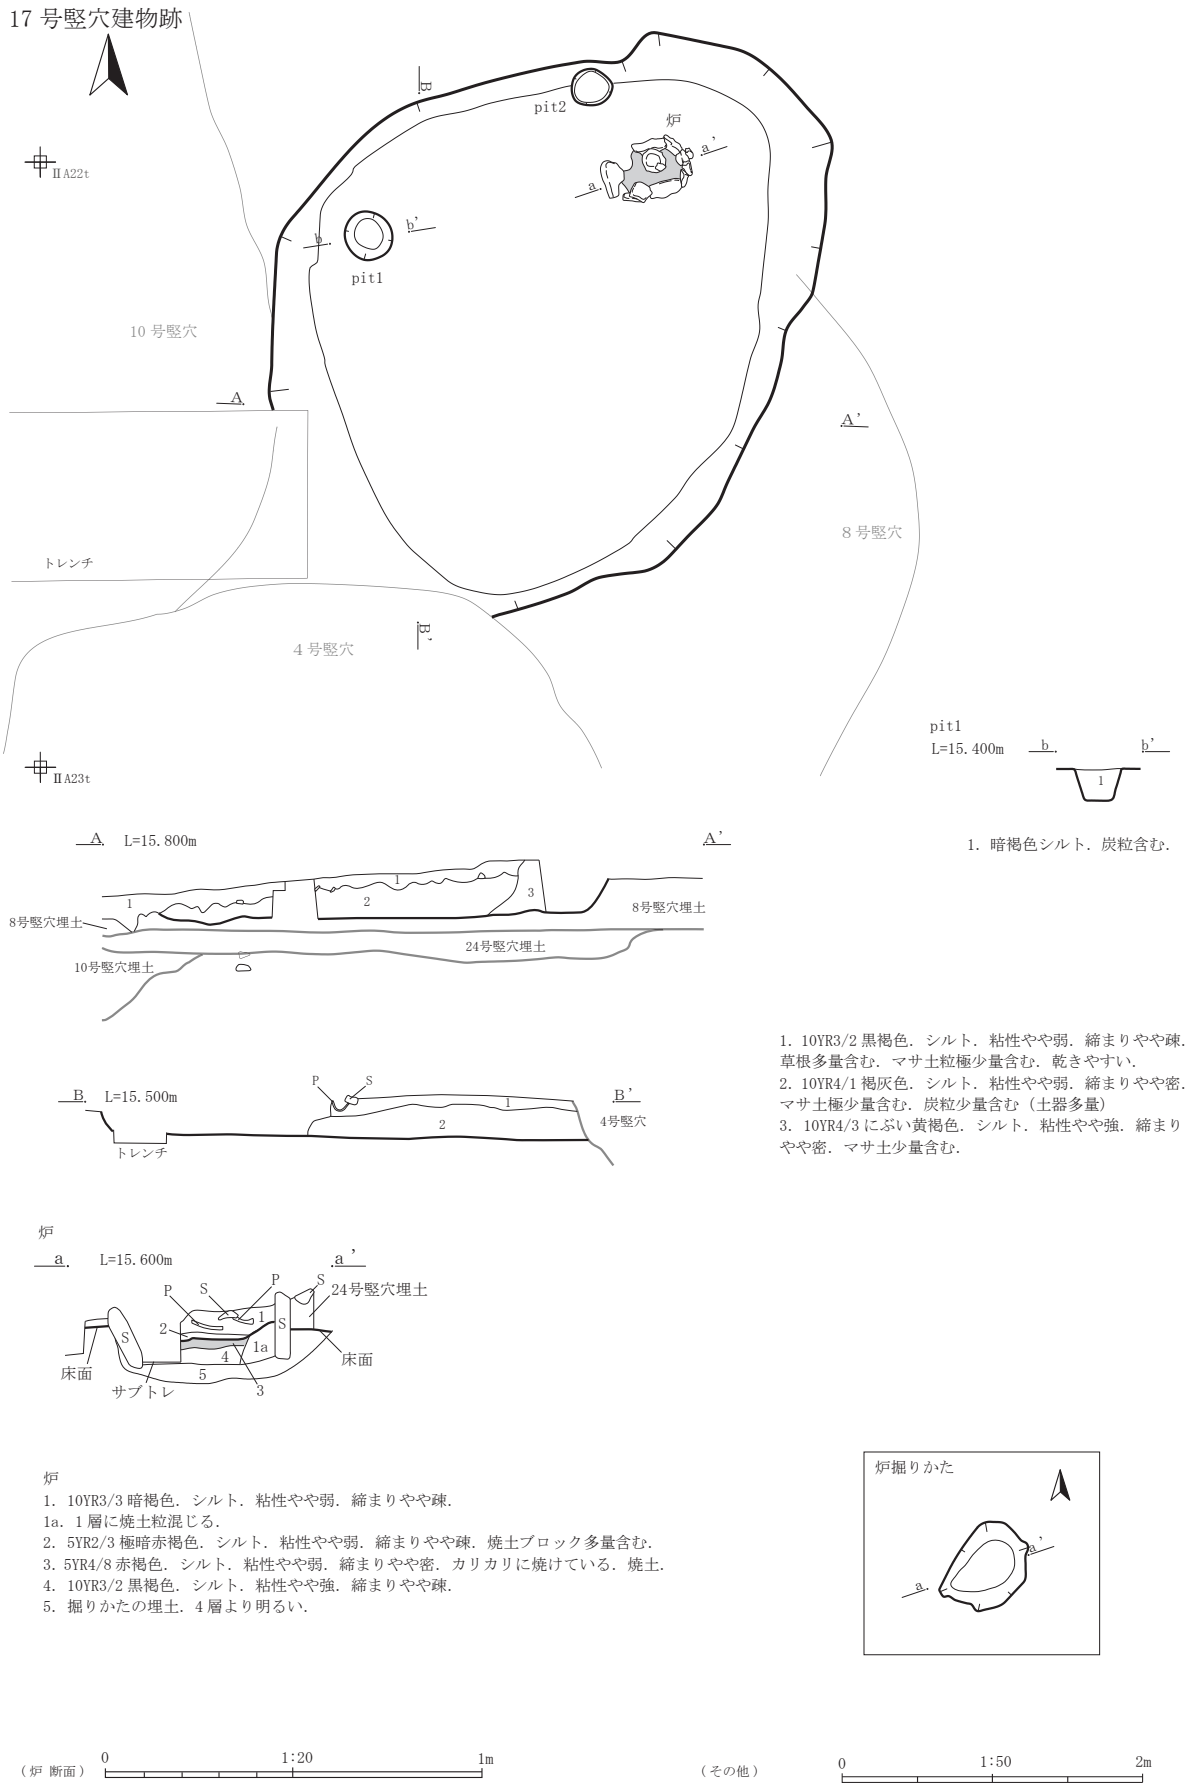 17 号竪穴建物跡
B
pit2
炉
a'
a
ⅡA22t
b
b'
pit1
10 号竪穴
A
A'
8 号竪穴
トレンチ
4 号竪穴
B'
ⅡA23t
pit1
L=15.400m
b
b'
1
1. 暗褐色シルト. 炭粒含む.
A
L=15.800m
A'
1
1
2
3
8号竪穴埋土
8号竪穴埋土
24号竪穴埋土
10号竪穴埋土
1. 10YR3/2 黒褐色. シルト. 粘性やや弱. 締まりやや疎.
草根多量含む. マサ土粒極少量含む. 乾きやすい.
2. 10YR4/1 褐灰色. シルト. 粘性やや弱. 締まりやや密.
マサ土極少量含む. 炭粒少量含む（土器多量）
3. 10YR4/3 にぶい黄褐色. シルト. 粘性やや強. 締まり
やや密. マサ土少量含む.
B
L=15.500m
P
S
B'
1
2
4号竪穴
トレンチ
炉
a
L=15.600m
a'
P
S
P
S
24号竪穴埋土
S
2
1
S
1a
4
5
3
床面
サブトレ
床面
炉
1. 10YR3/3 暗褐色. シルト. 粘性やや弱. 締まりやや疎.
1a. 1 層に焼土粒混じる.
2. 5YR2/3 極暗赤褐色. シルト. 粘性やや弱. 締まりやや疎. 焼土ブロック多量含む.
3. 5YR4/8 赤褐色. シルト. 粘性やや弱. 締まりやや密. カリカリに焼けている. 焼土.
4. 10YR3/2 黒褐色. シルト. 粘性やや強. 締まりやや疎.
5. 掘りかたの埋土. 4 層より明るい.
炉掘りかた
a'
a
（炉 断面）
0
1:20
1m
（その他）
0
1:50
2m